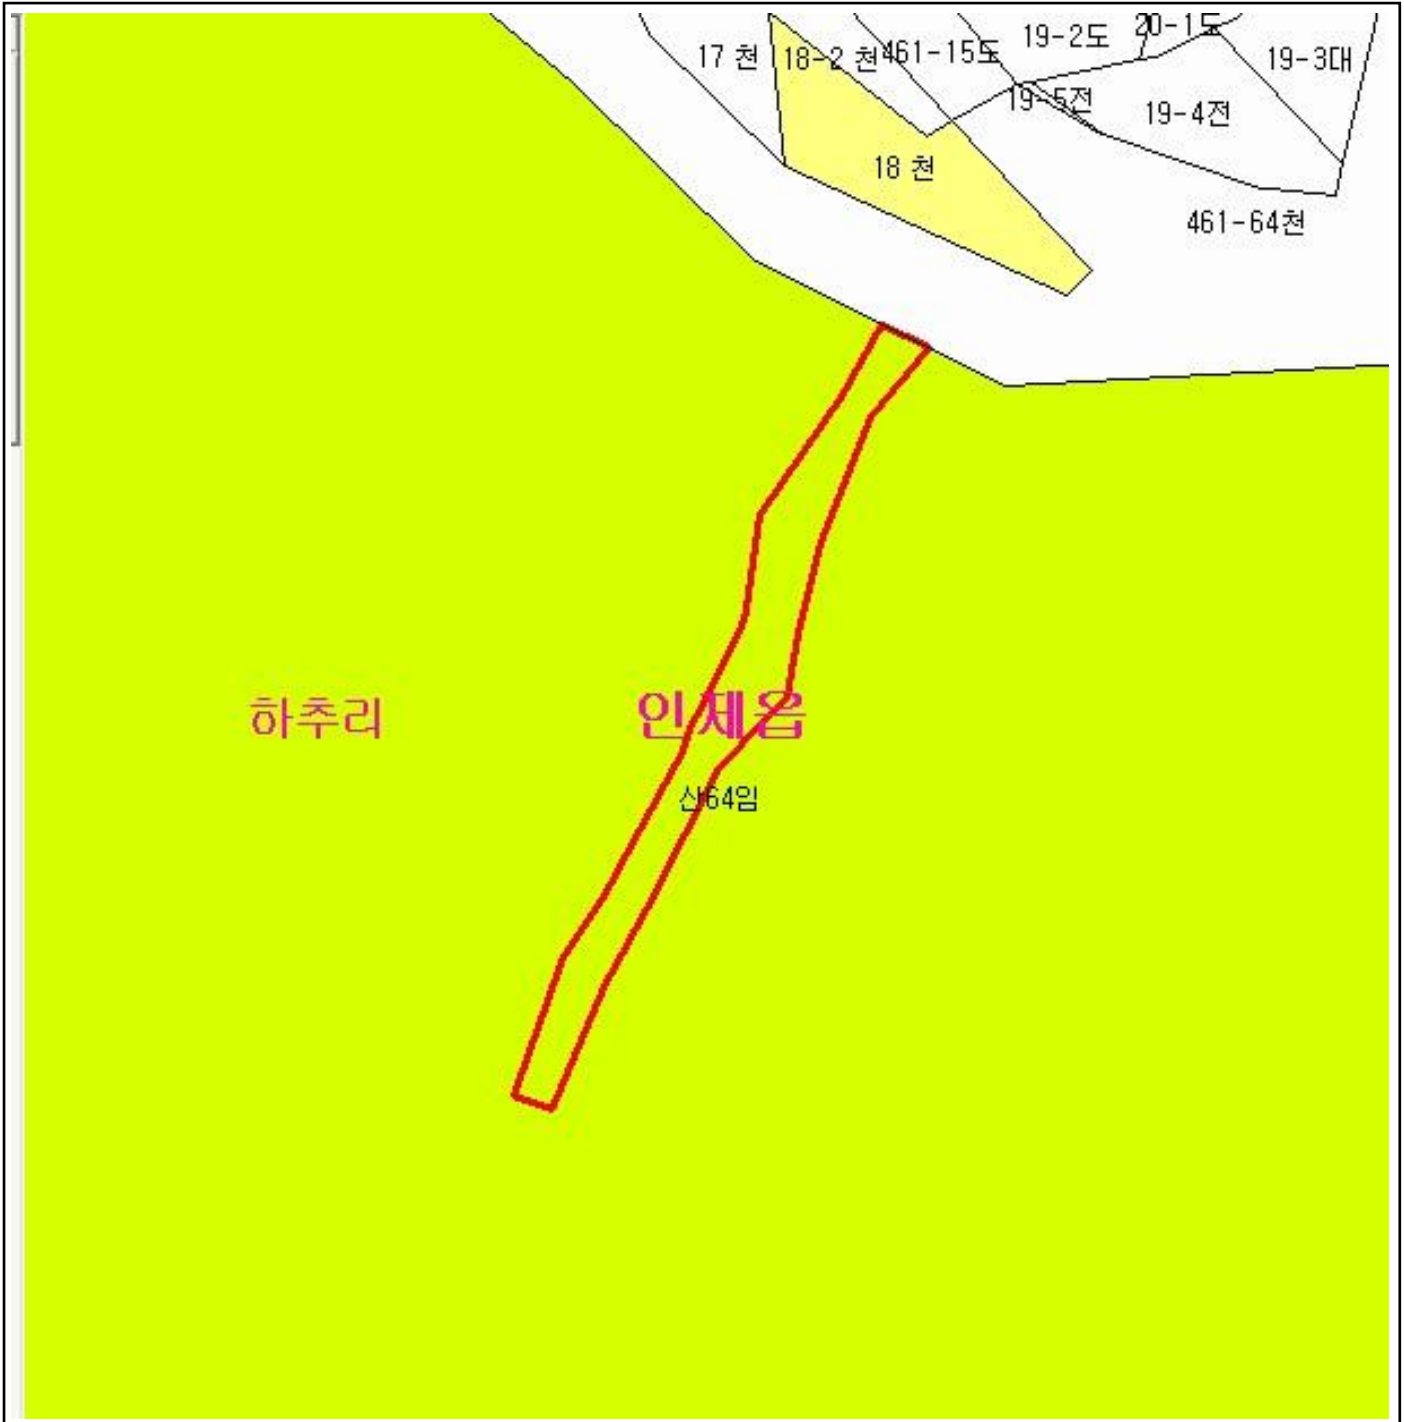 17 천
18-2 천
461-15도
19-2도
20-1도
19-3대
19-5전
19-4전
18 천
461-64천
하추리
인제읍
산64임